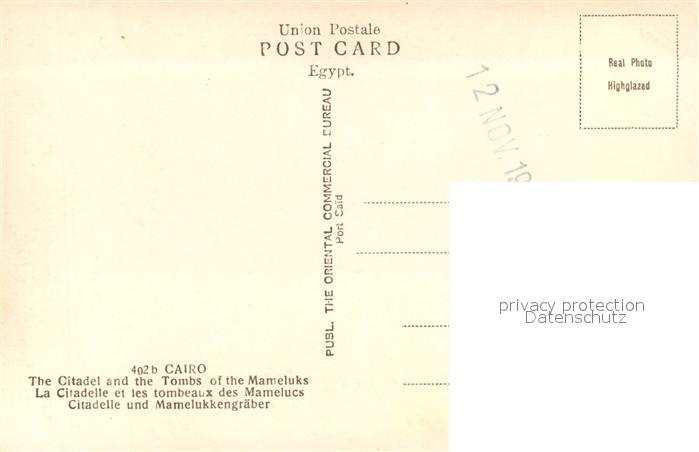 Union Postale
POST CARD
Egypt.
Real Photo
Highglazed
12 NOV. 19
PUBL. THE ORIENTAL COMMERCIAL BUREAU
Port Said
privacy protection
Datenschutz
402b CAIRO
The Citadel and the Tombs of the Mameluks
La Citadelle et les tombeaux des Mamelucs
Citadelle und Mamelukkengräber